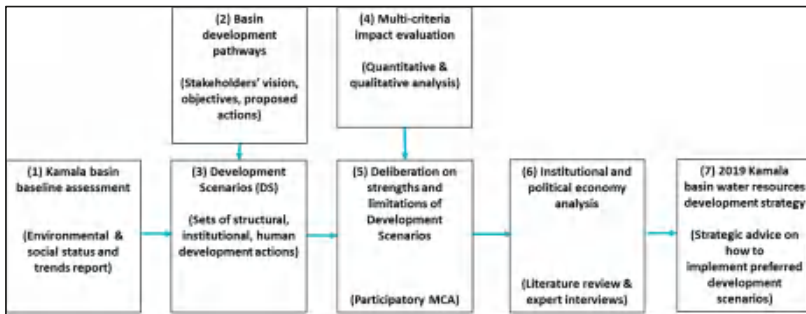 (2) Basin
development
pathways
(Stakeholders' vision,
objectives, proposed
actions)
(4) Multi-criteria
impact evaluation
(Quantitative &
qualitative analysis)
(1) Kamala basin
baseline assessment
(Environmental &
social status and
trends report)
(3) Development
Scenarios (DS)
(Sets of structural,
institutional, human
development actions)
(5) Deliberation on
strengths and
limitations of
Development
Scenarios
(Participatory MCA)
(6) Institutional and
political economy
analysis
(Literature review &
expert interviews)
(7) 2019 Kamala
basin water resources
development strategy
(Strategic advice on
how to
implement preferred
development
scenarios)